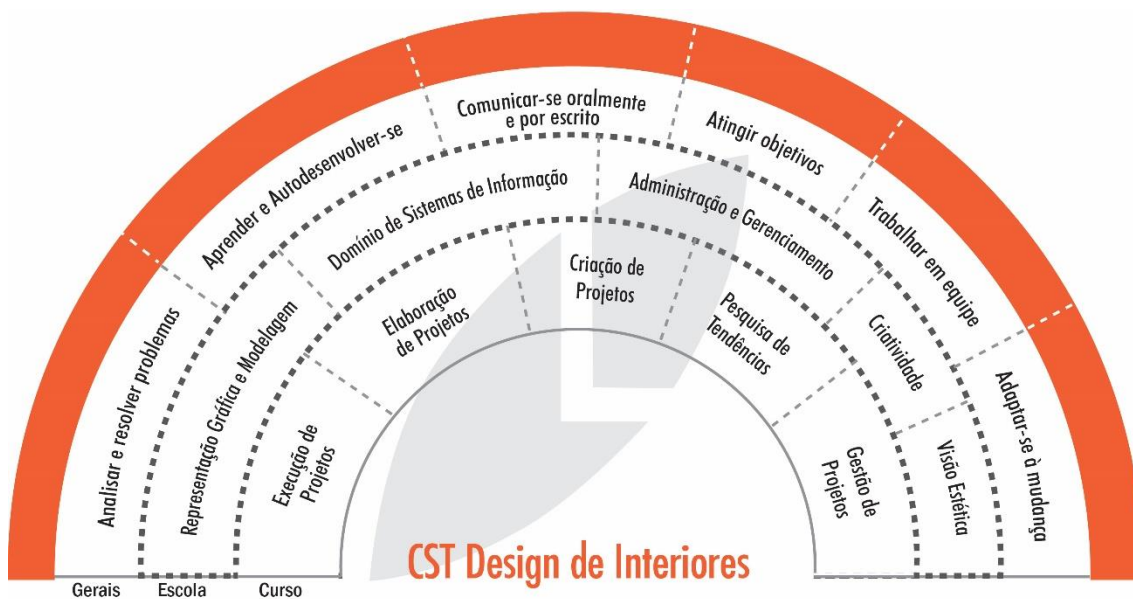 Analisar e resolver problemas
Aprender e Autodesenvolver-se
Comunicar-se oralmente
e por escrito
Atingir objetivos
Trabalhar em equipe
Adaptar-se à mudança
Representação Gráfica e Modelagem
Domínio de Sistemas de Informação
Administração e Gerenciamento
Criatividade
Visão Estética
Execução de
Projetos
Elaboração
de Projetos
Criação de
Projetos
Pesquisa de
Tendências
Gestão de
Projetos
CST Design de Interiores
Gerais
Escola
Curso